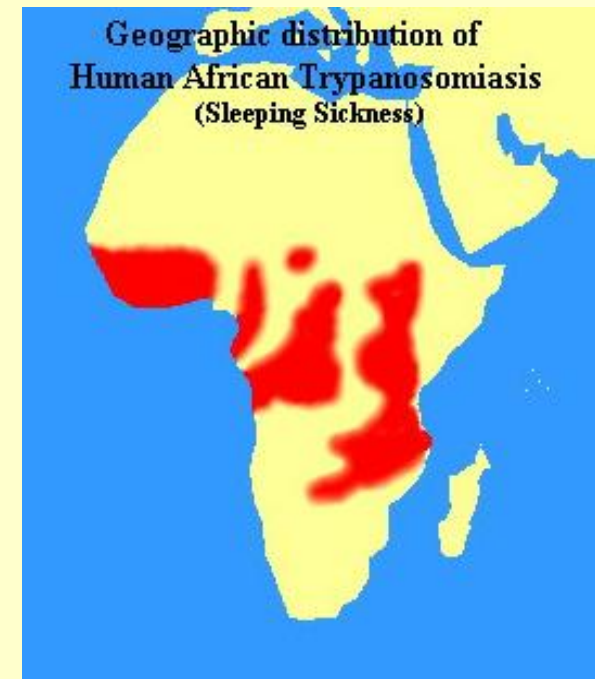 Geographic distribution of
Human African Trypanosomiasis
(Sleeping Sickness)